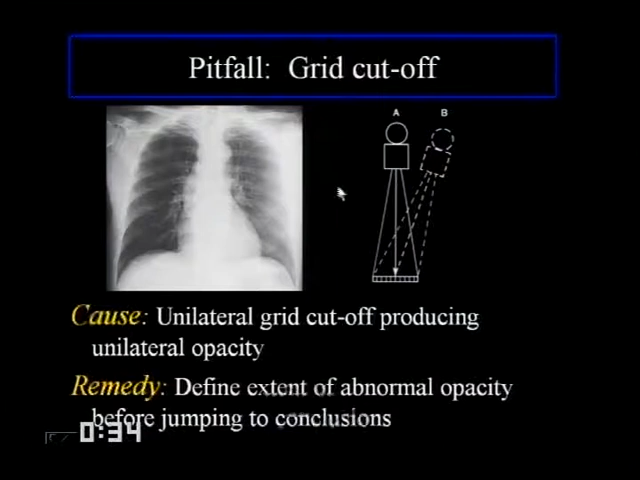 Pitfall: Grid cut-off
A B
Cause: Unilateral grid cut-off producing
unilateral opacity
Remedy: Define extent of abnormal opacity
before jumping to conclusions
0:34